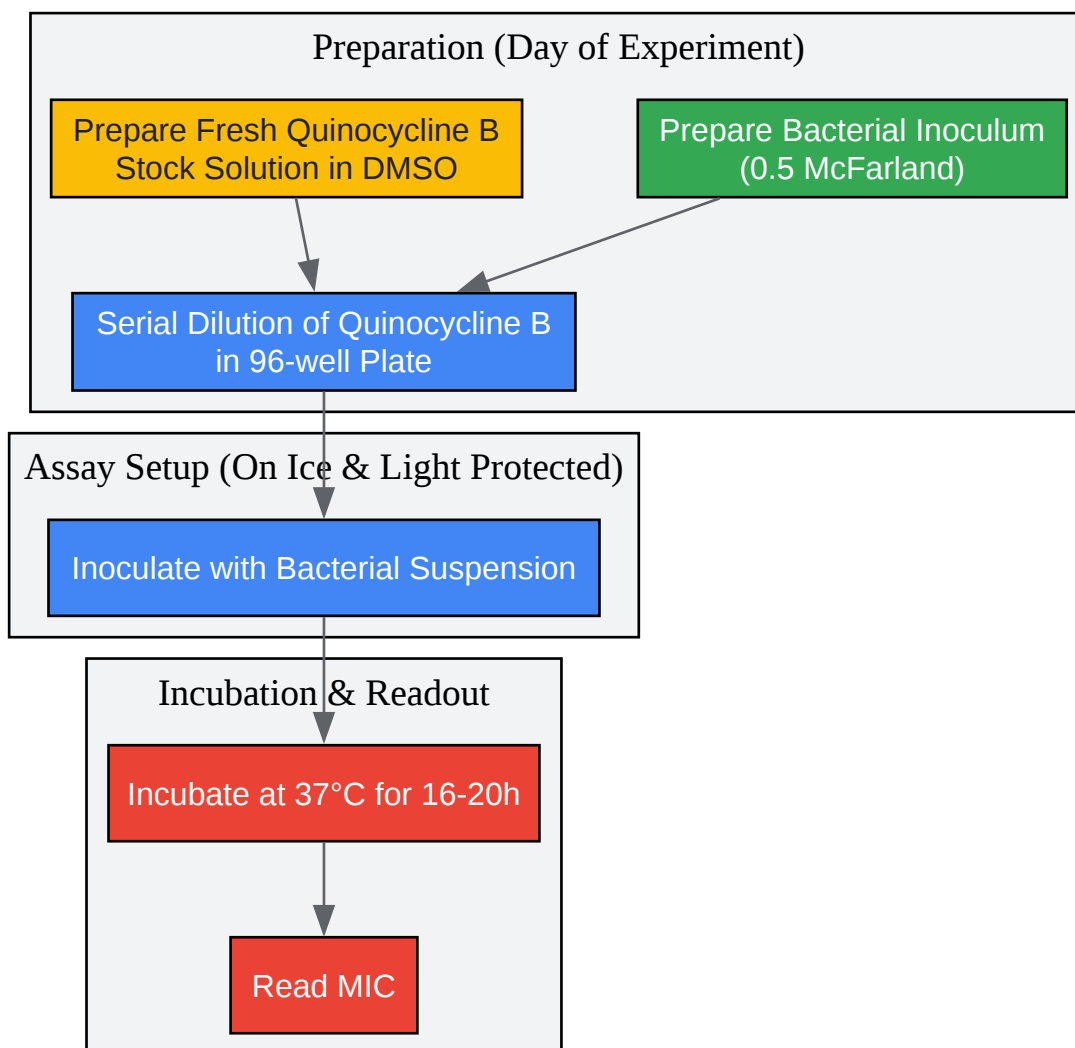 Preparation (Day of Experiment)
Prepare Fresh Quinocycline B
Stock Solution in DMSO
Prepare Bacterial Inoculum
(0.5 McFarland)
Serial Dilution of Quinocycline B
in 96-well Plate
Assay Setup (On Ice & Light Protected)
Inoculate with Bacterial Suspension
Incubation & Readout
Incubate at 37°C for 16-20h
Read MIC